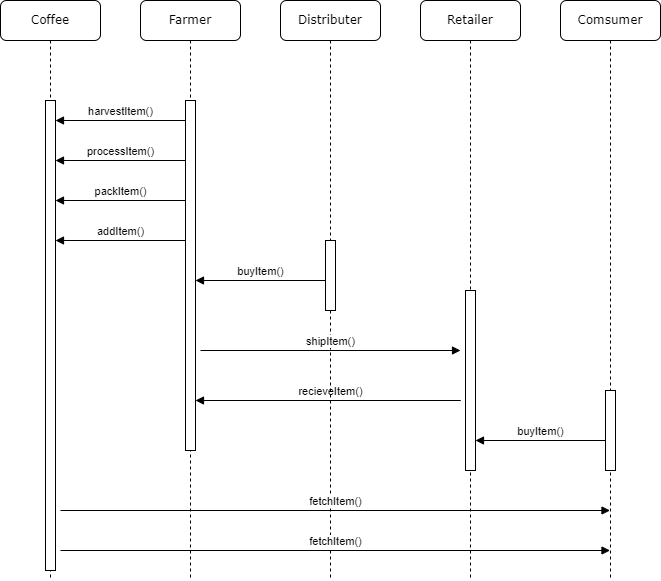 Coffee
Farmer
Distributer
Retailer
Comsumer
harvestItem()
processItem()
packItem()
addItem()
buyItem()
shipItem()
recieveItem()
buyItem()
fetchItem()
fetchItem()